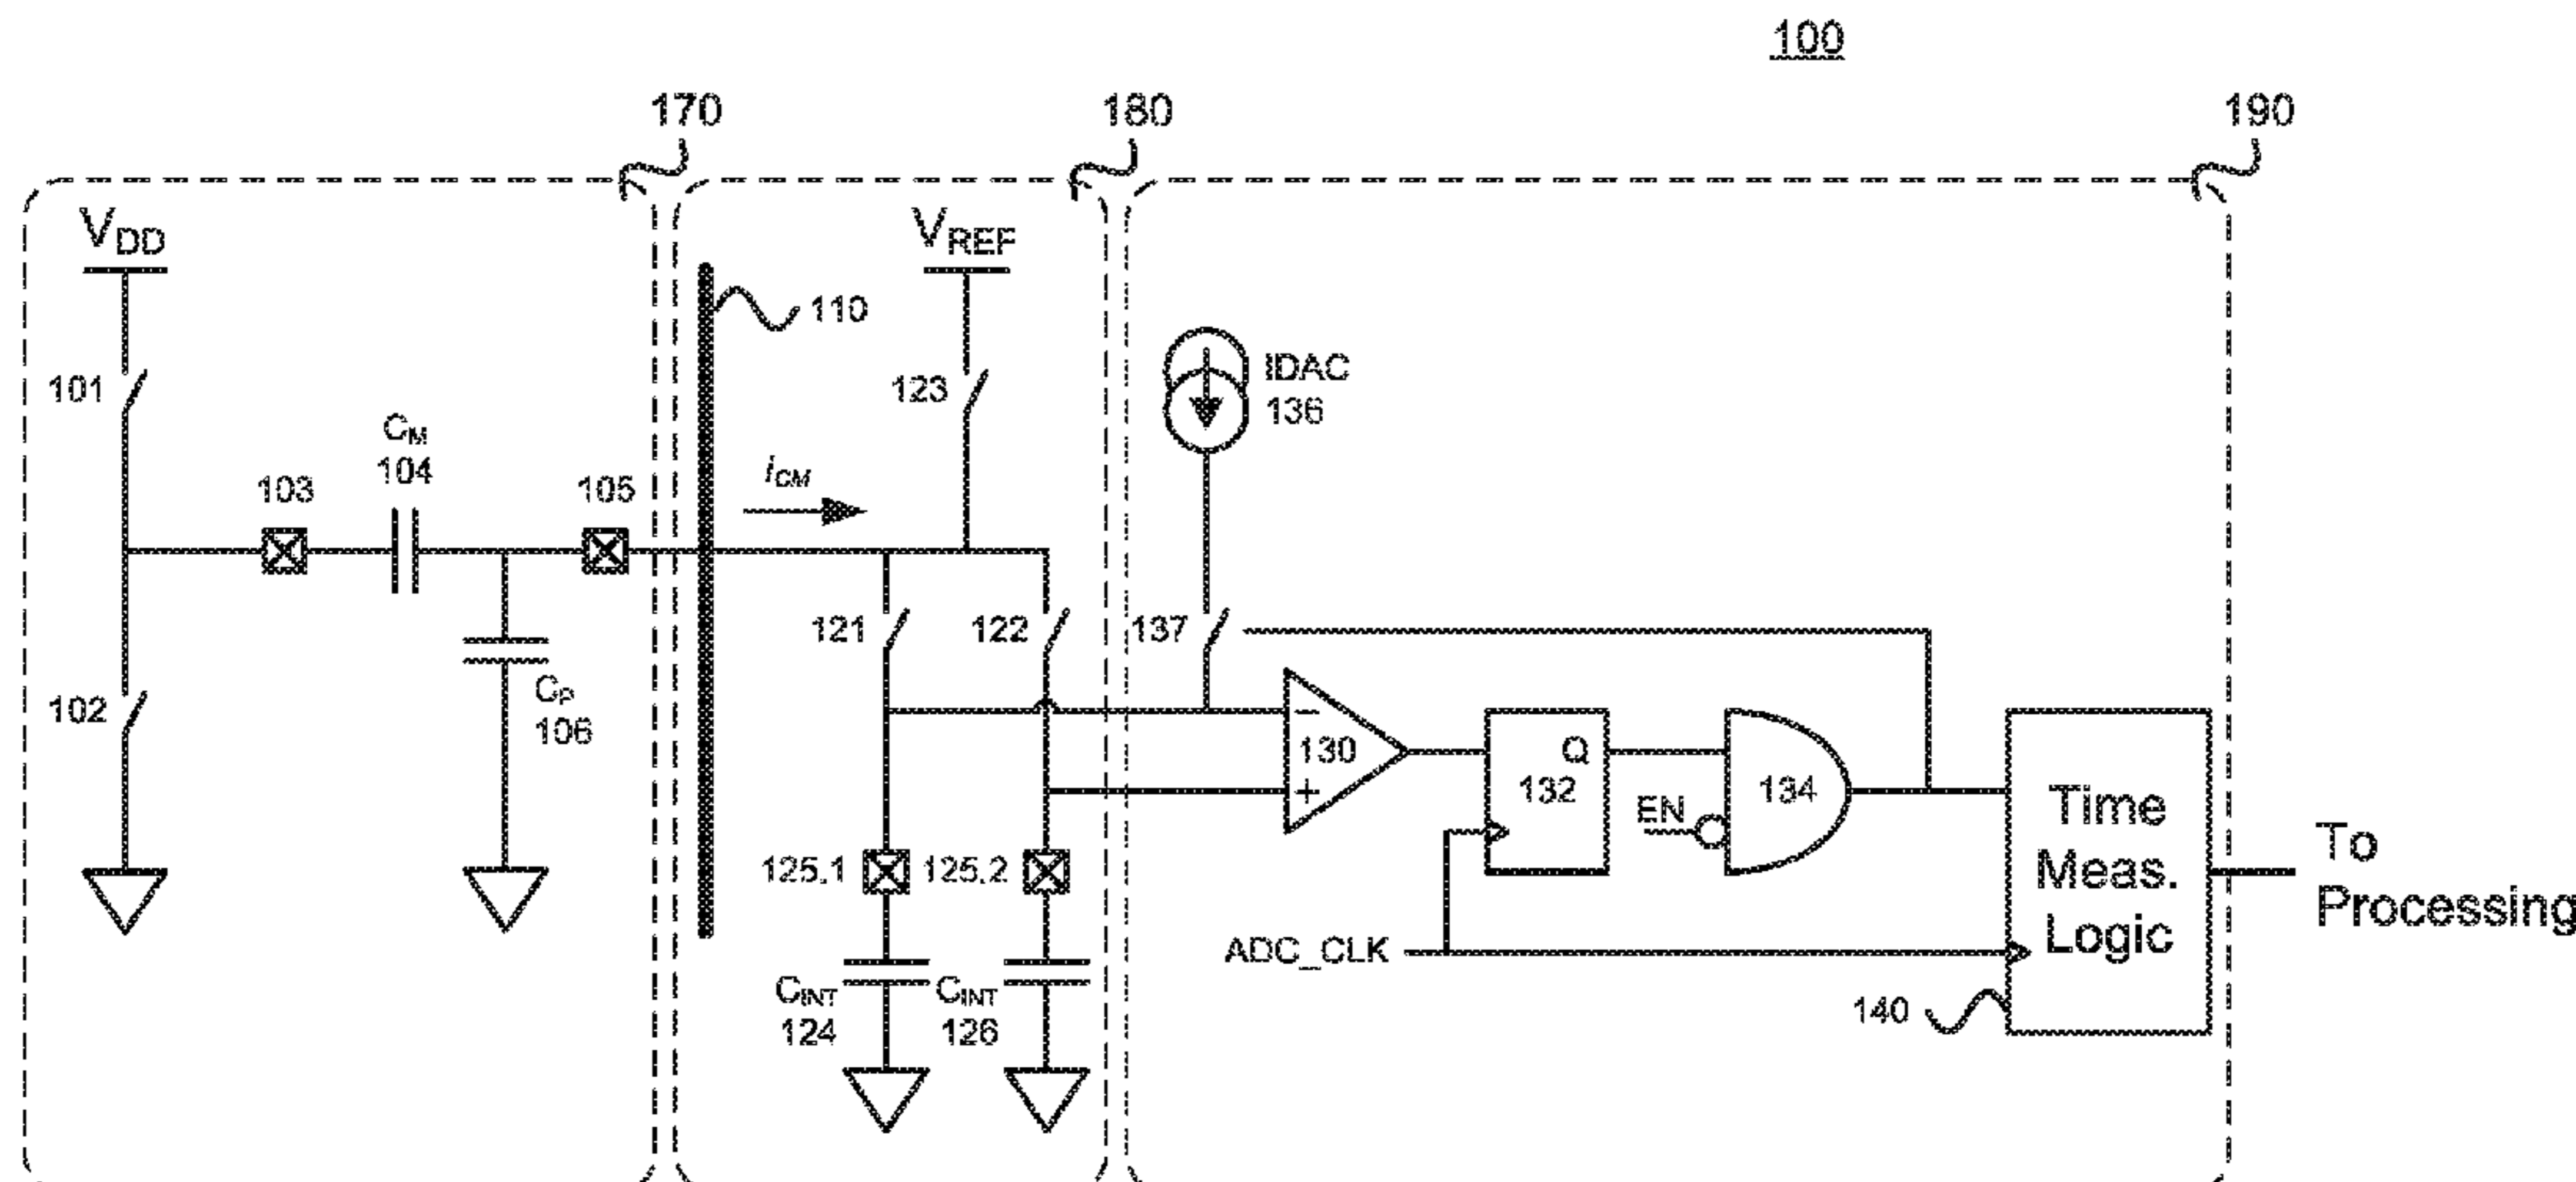 100
170
180
190
VDD
VREF
110
101
123
IDAC
136
CM
104
103
105
iCM
121
122
137
102
CP
106
130
−
+
Q
132
EN
134
Time
Meas.
Logic
To
Processing
125.1
125.2
ADC_CLK
CINT
124
CINT
126
140